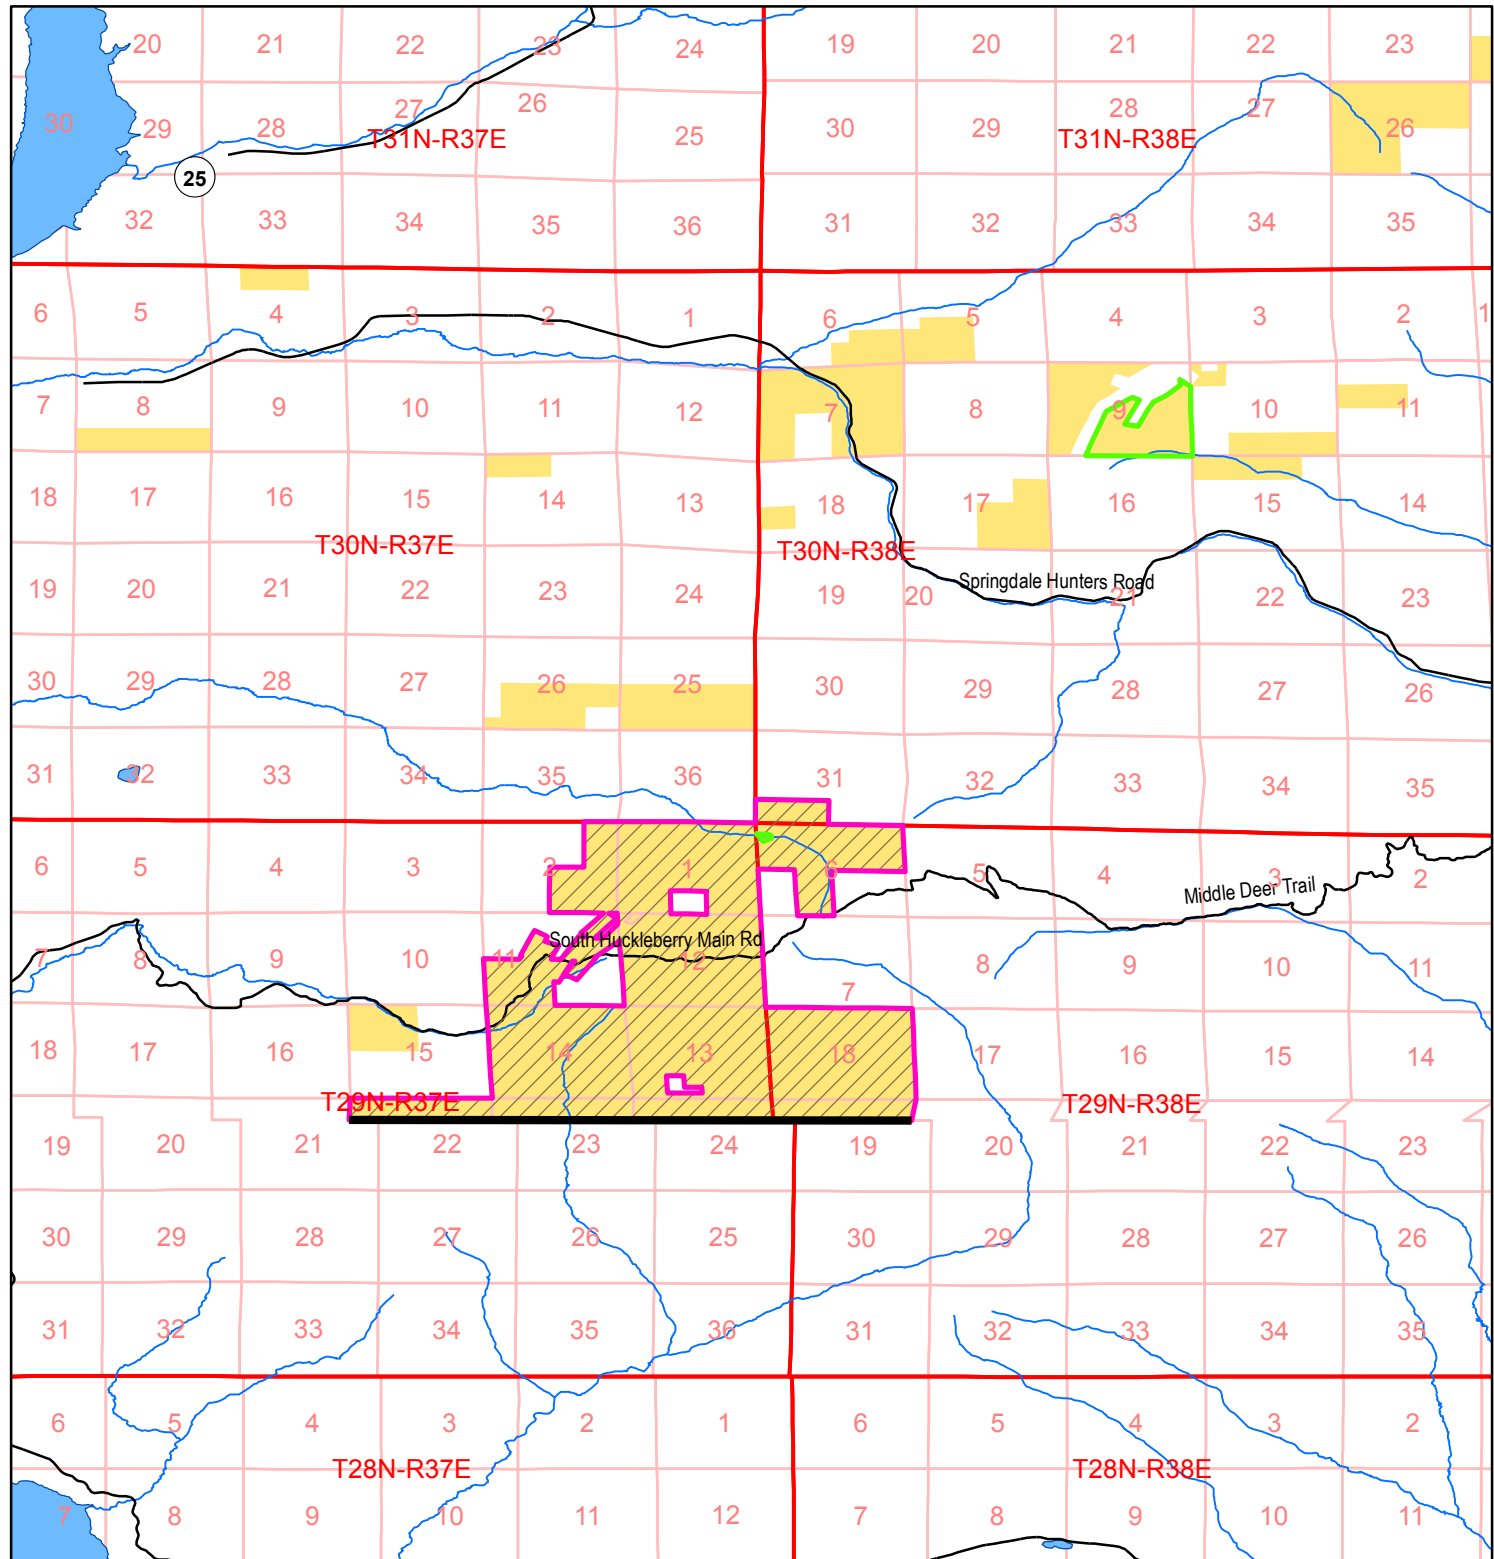 20 21 22 23 24 19 20 21 22 23
30 29 28 27 26 25 30 29 28 27 26
T31N-R37E T31N-R38E
25
32 33 34 35 36 31 32 33 34 35
6 5 4 3 2 1 6 5 4 3 2 1
7 8 9 10 11 12 7 8 9 10 11
18 17 16 15 14 13 18 17 16 15 14
T30N-R37E T30N-R38E
Springdale Hunters Road
19 20 21 22 23 24 19 20 21 22 23
30 29 28 27 26 25 30 29 28 27 26
31 32 33 34 35 36 31 32 33 34 35
6 5 4 3 2 1 6 5 4 3 2
Middle Deer Trail
South Huckleberry Main Rd
7 8 9 10 11 12 7 8 9 10 11
18 17 16 15 14 13 18 17 16 15 14
T29N-R37E T29N-R38E
19 20 21 22 23 24 19 20 21 22 23
30 29 28 27 26 25 30 29 28 27 26
31 32 33 34 35 36 31 32 33 34 35
6 5 4 3 2 1 6 5 4 3 2
T28N-R37E T28N-R38E
7 8 9 10 11 12 7 8 9 10 11